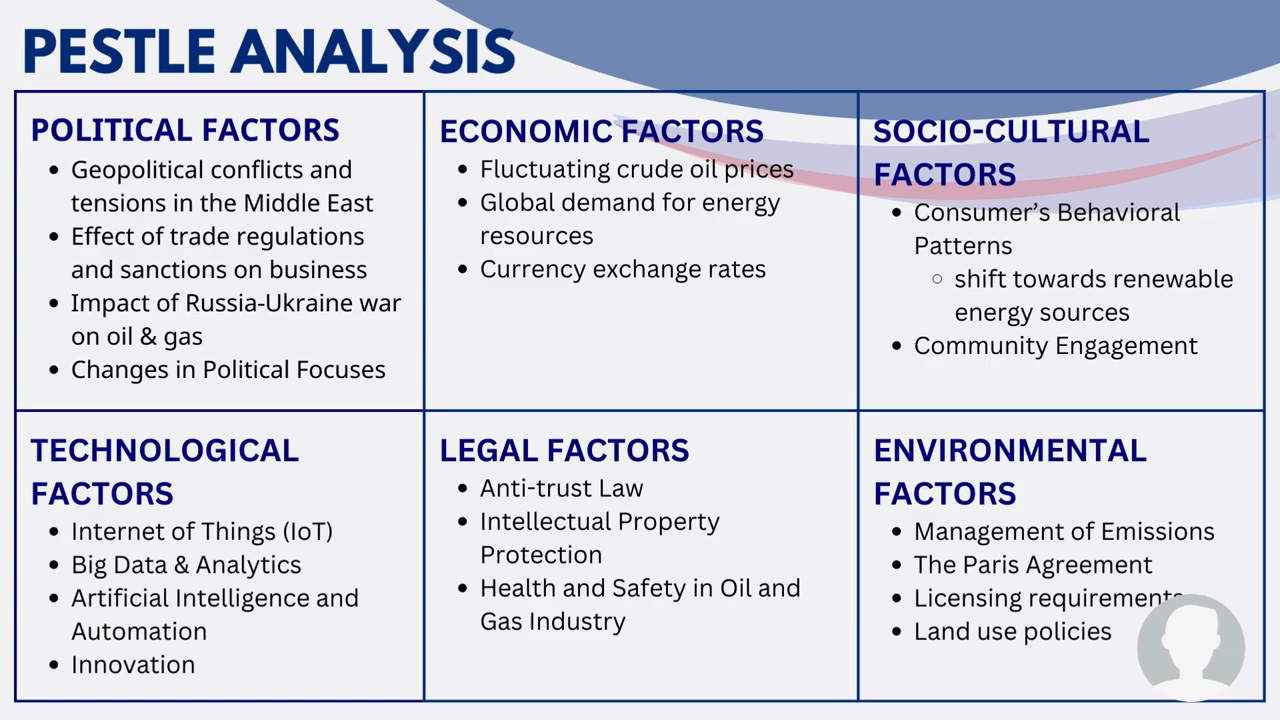 PESTLE ANALYSIS
POLITICAL FACTORS
• Geopolitical conflicts and
tensions in the Middle East
• Effect of trade regulations
and sanctions on business
• Impact of Russia-Ukraine war
on oil & gas
• Changes in Political Focuses
ECONOMIC FACTORS
• Fluctuating crude oil prices
• Global demand for energy
resources
• Currency exchange rates
SOCIO-CULTURAL
FACTORS
• Consumer’s Behavioral
Patterns
○ shift towards renewable
energy sources
• Community Engagement
TECHNOLOGICAL
FACTORS
• Internet of Things (IoT)
• Big Data & Analytics
• Artificial Intelligence and
Automation
• Innovation
LEGAL FACTORS
• Anti-trust Law
• Intellectual Property
Protection
• Health and Safety in Oil and
Gas Industry
ENVIRONMENTAL
FACTORS
• Management of Emissions
• The Paris Agreement
• Licensing requirements
• Land use policies